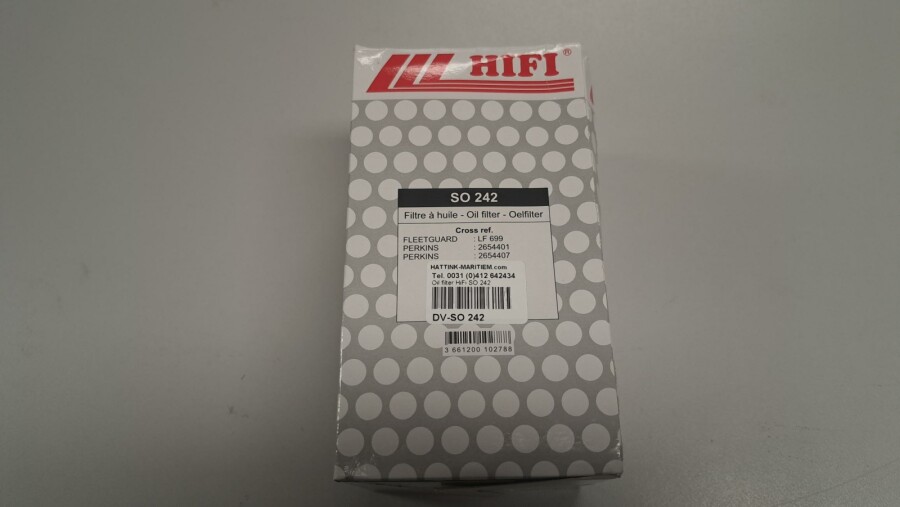 HIFI®
SO 242
Filtre à huile - Oil filter - Oelfilter
Cross ref.
FLEETGUARD : LF 699
PERKINS : 2654401
PERKINS : 2654407
HATTINK-MARITIEM.com
Tel. 0031 (0)412 642434
Oil filter HiFi- SO 242
DV-SO 242
3 661200 102788